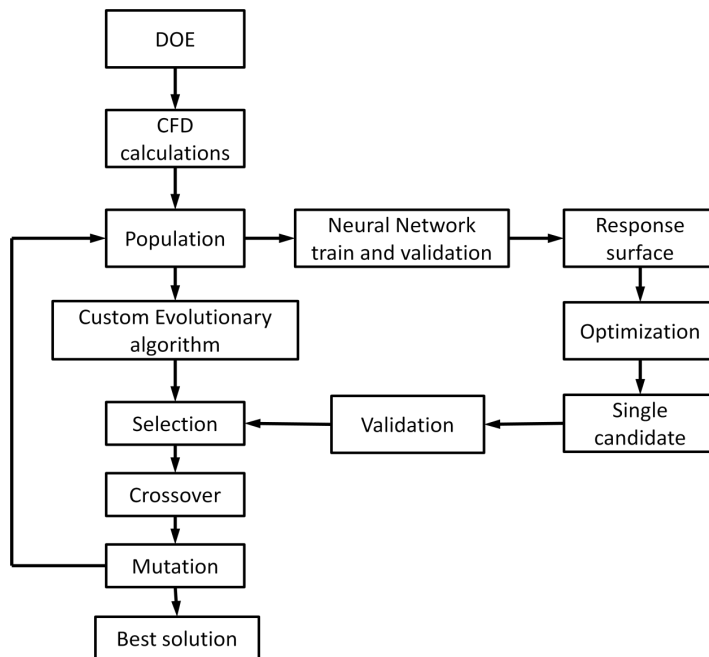 DOE
CFD
calculations
Population
Neural Network
train and validation
Response
surface
Custom Evolutionary
algorithm
Optimization
Selection
Validation
Single
candidate
Crossover
Mutation
Best solution